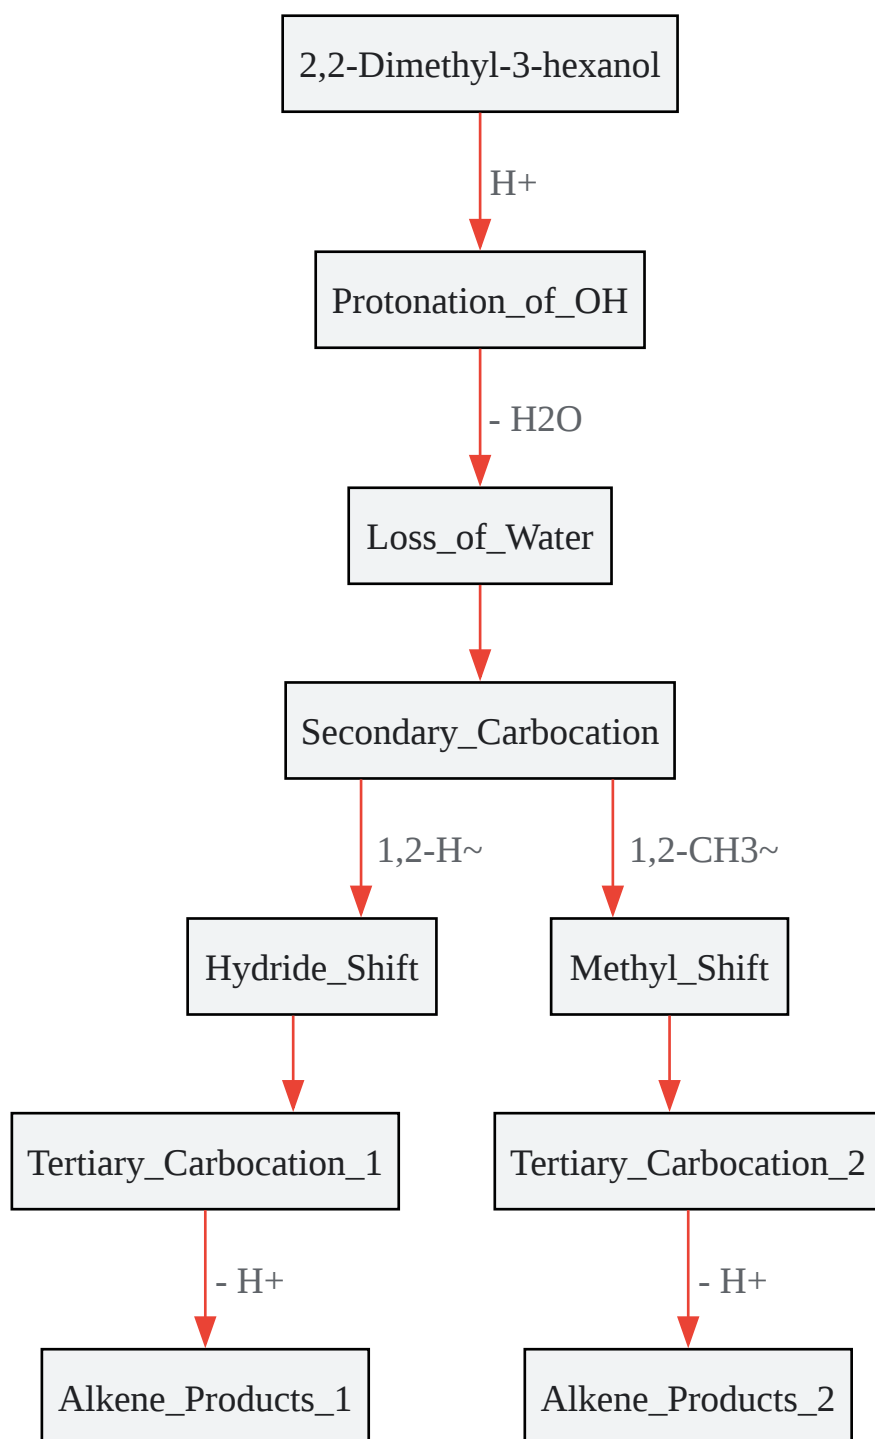 2,2-Dimethyl-3-hexanol
H+
Protonation_of_OH
- H2O
Loss_of_Water
Secondary_Carbocation
1,2-H~
1,2-CH3~
Hydride_Shift
Methyl_Shift
Tertiary_Carbocation_1
Tertiary_Carbocation_2
- H+
- H+
Alkene_Products_1
Alkene_Products_2